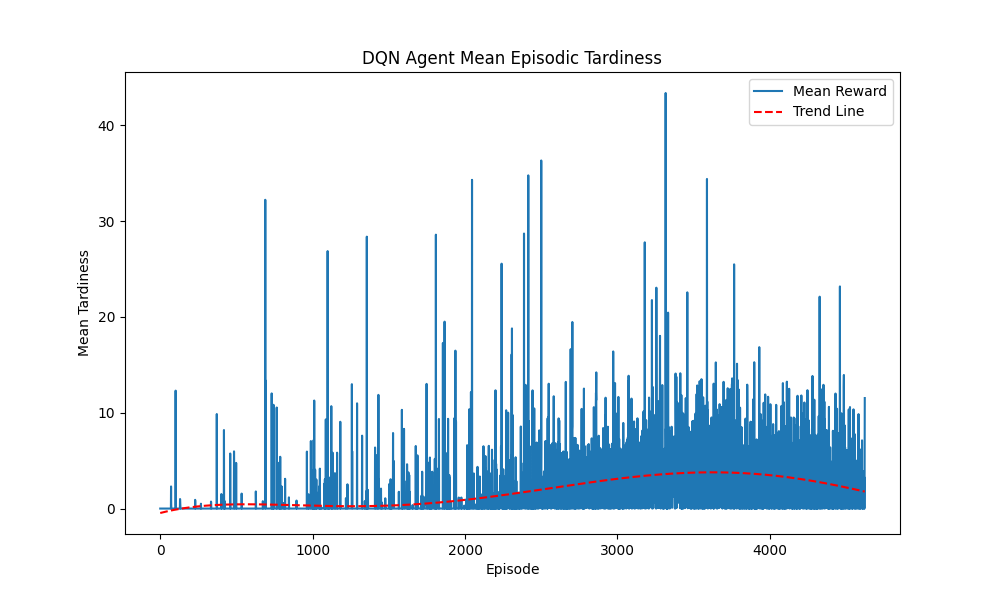 DQN Agent Mean Episodic Tardiness
Mean Reward
Trend Line
40
30
20
10
0
Mean Tardiness
0 1000 2000 3000 4000
Episode